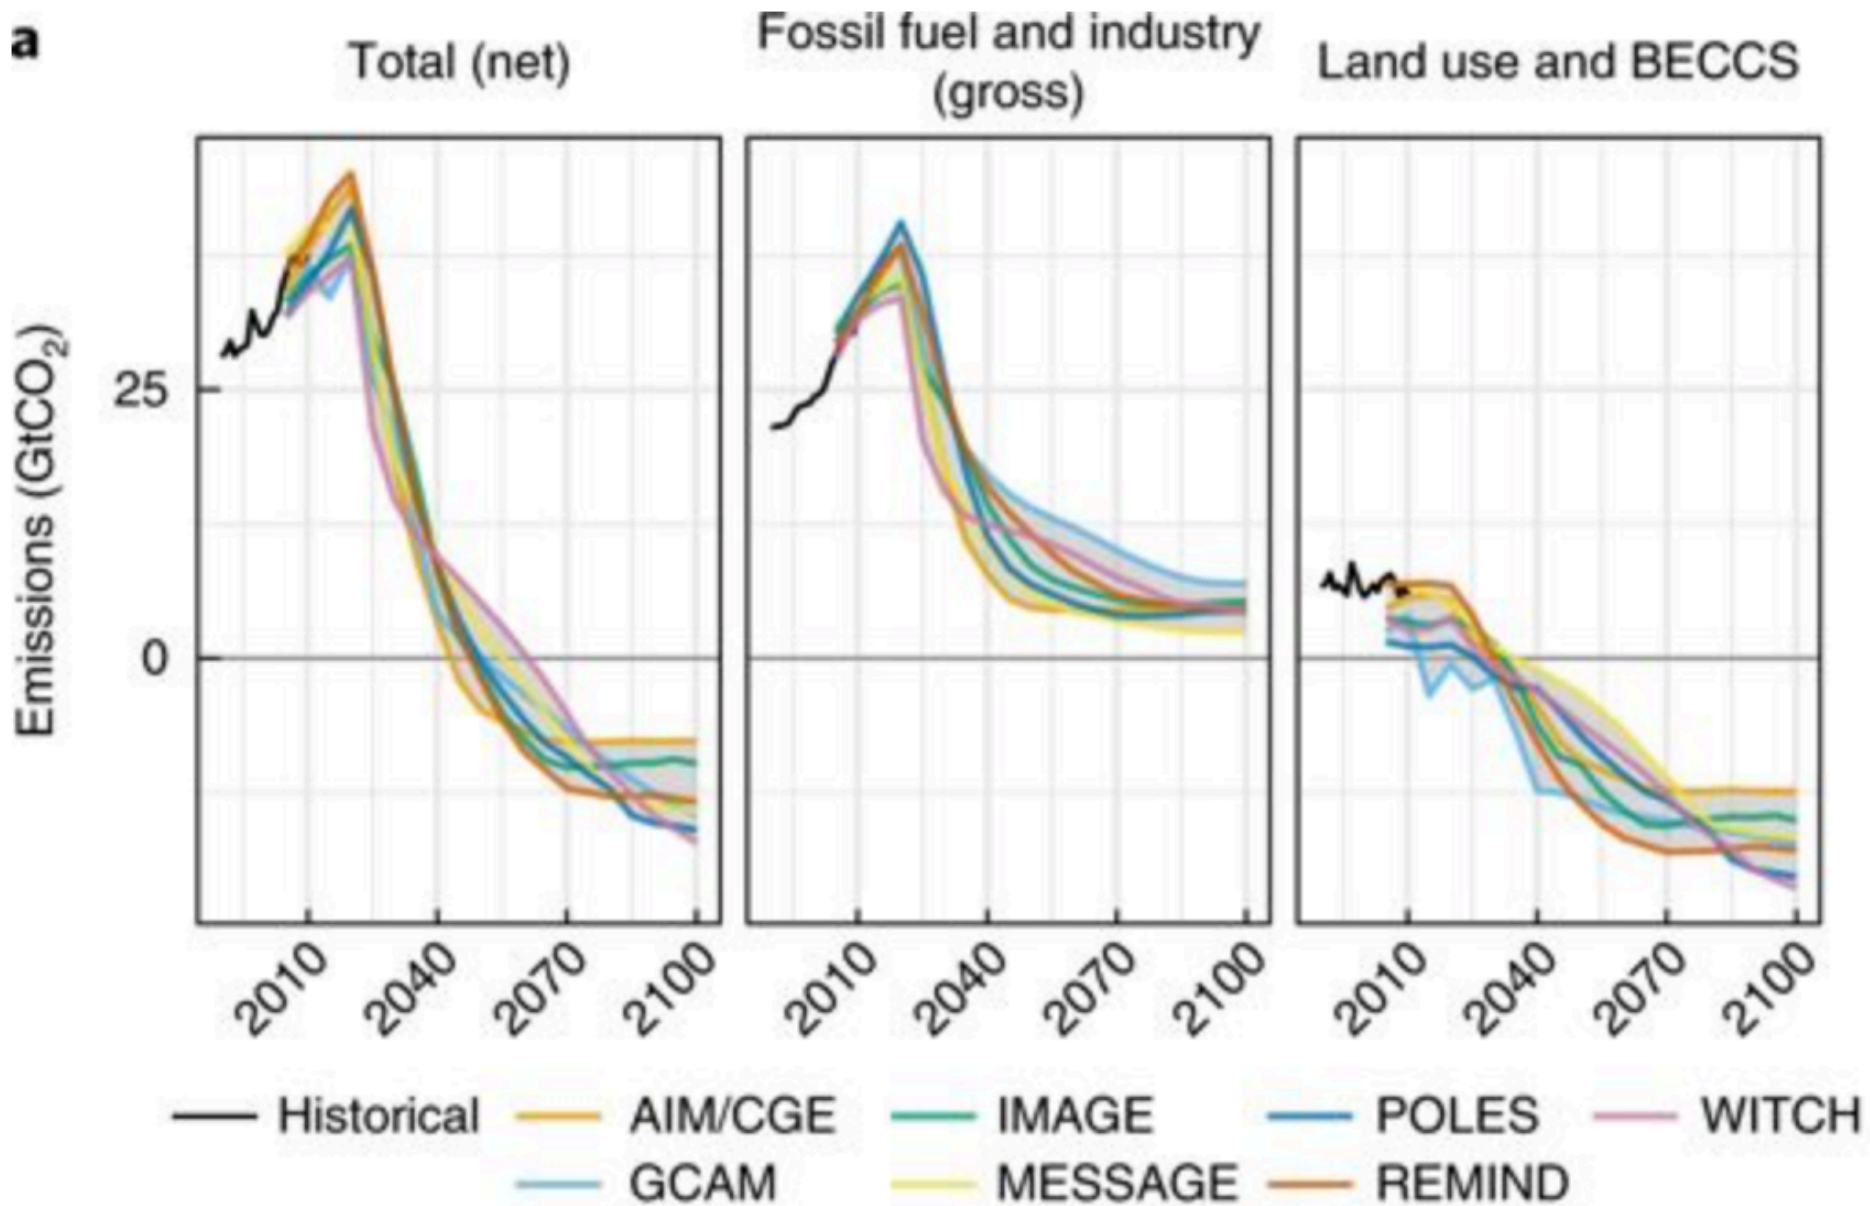 a
Total (net)
Fossil fuel and industry
(gross)
Land use and BECCS
Emissions (GtCO₂)
25
0
2010 2040 2070 2100
2010 2040 2070 2100
2010 2040 2070 2100
Historical AIM/CGE IMAGE POLES WITCH
GCAM MESSAGE REMIND